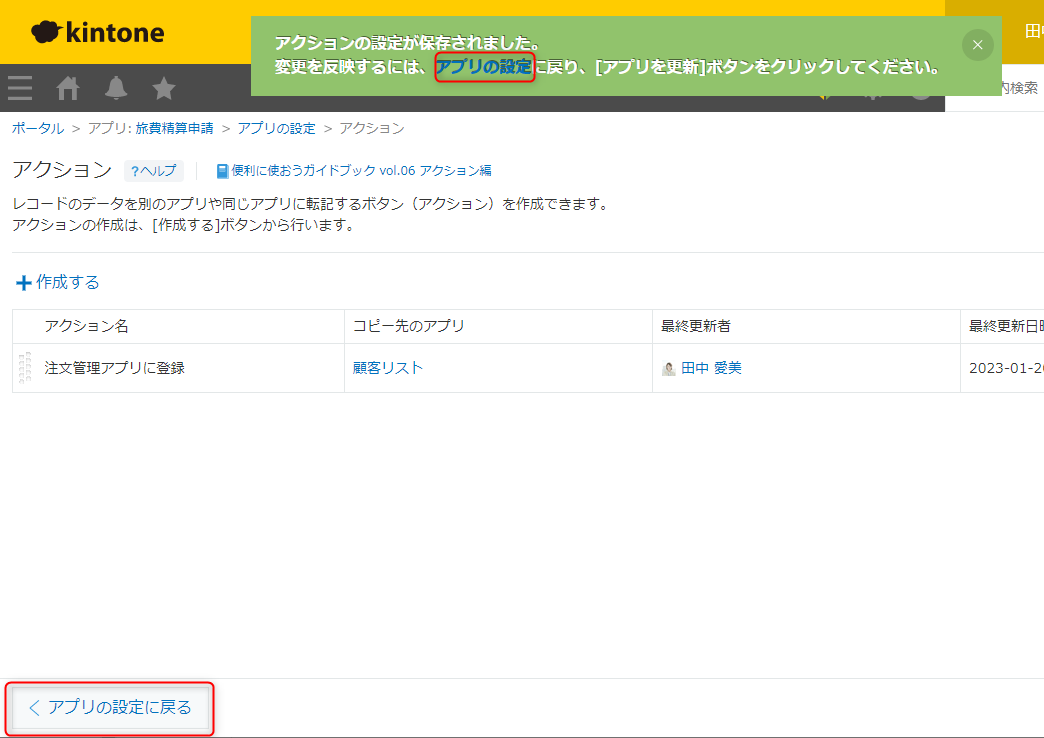 kintone
アクションの設定が保存されました。
変更を反映するには、アプリの設定に戻り、[アプリを更新]ボタンをクリックしてください。
田中
内検索
ポータル > アプリ: 旅費精算申請 > アプリの設定 > アクション
アクション ?ヘルプ 便利に使おうガイドブック vol.06 アクション編
レコードのデータを別のアプリや同じアプリに転記するボタン（アクション）を作成できます。
アクションの作成は、[作成する]ボタンから行います。
作成する
アクション名 コピー先のアプリ 最終更新者 最終更新日時
注文管理アプリに登録 顧客リスト 田中 愛美 2023-01-2
アプリの設定に戻る